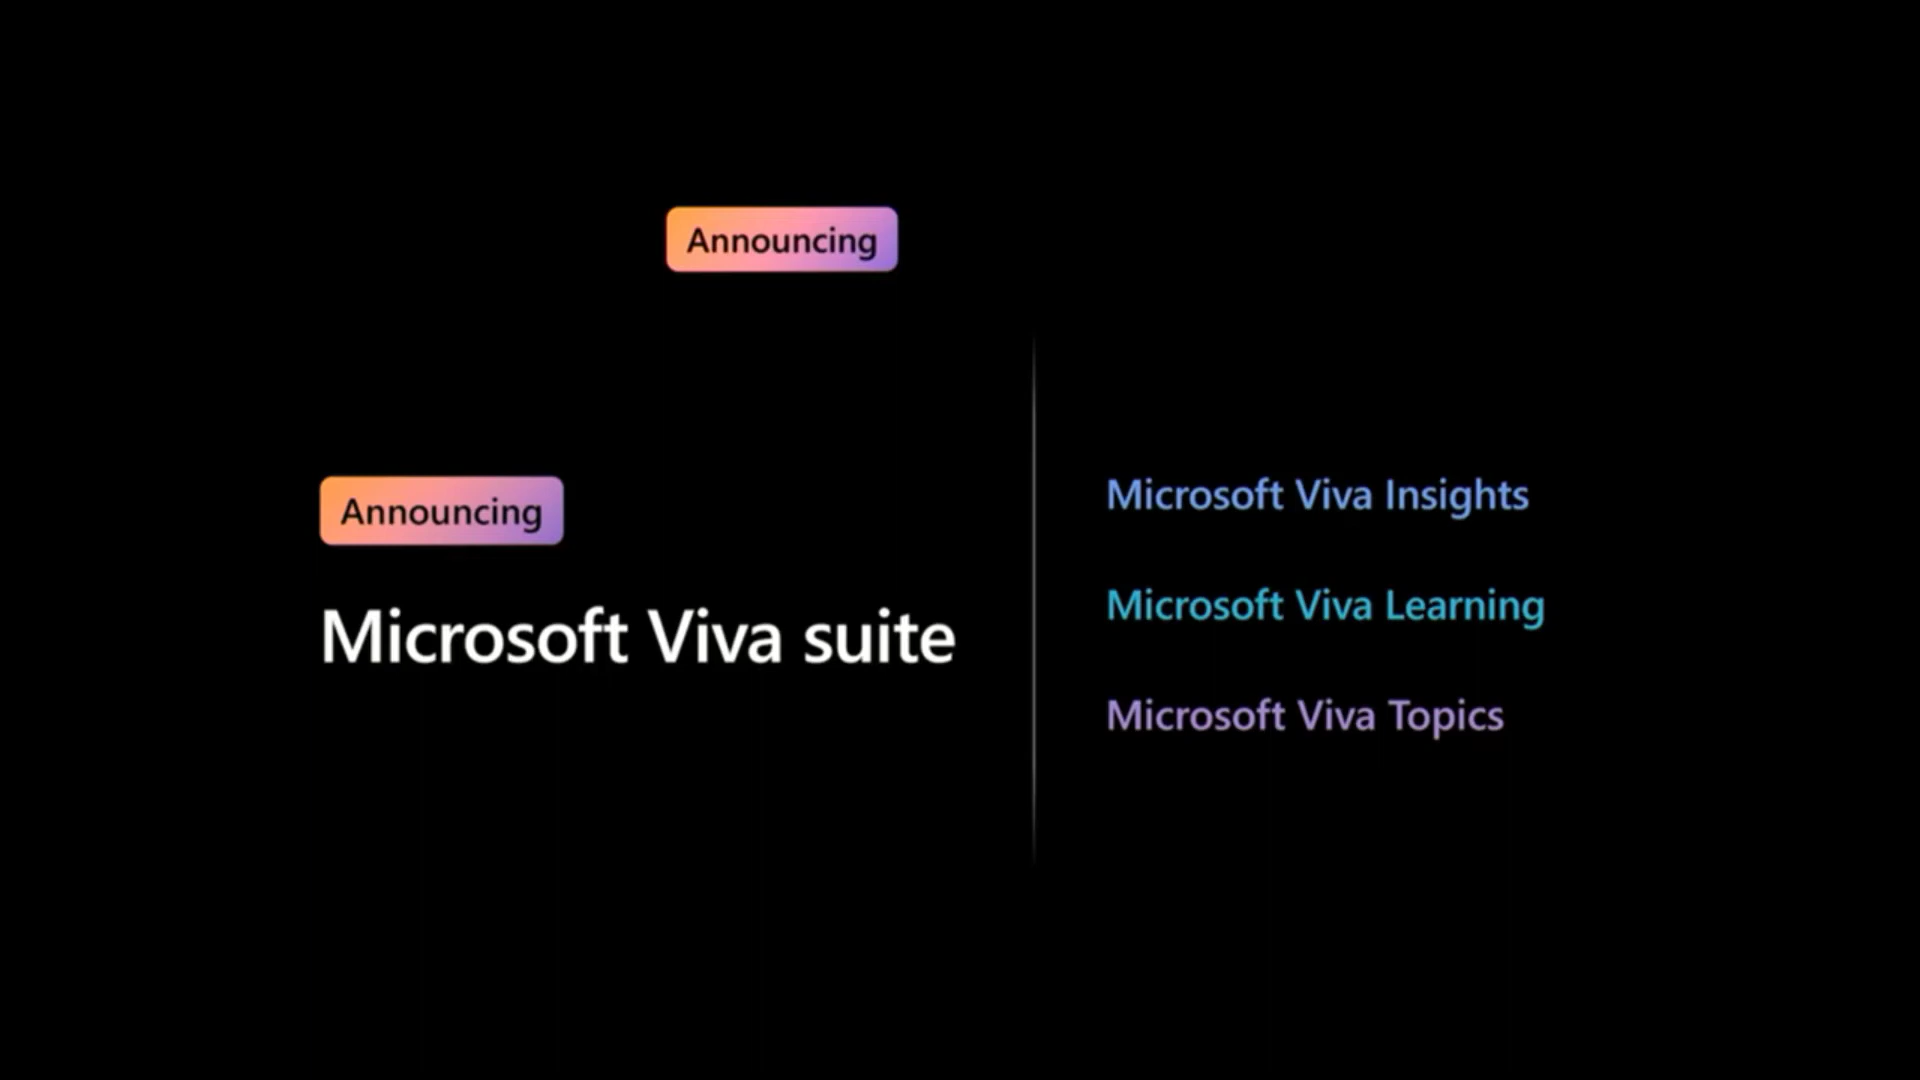 Announcing
Announcing
Microsoft Viva suite
Microsoft Viva Insights
Microsoft Viva Learning
Microsoft Viva Topics